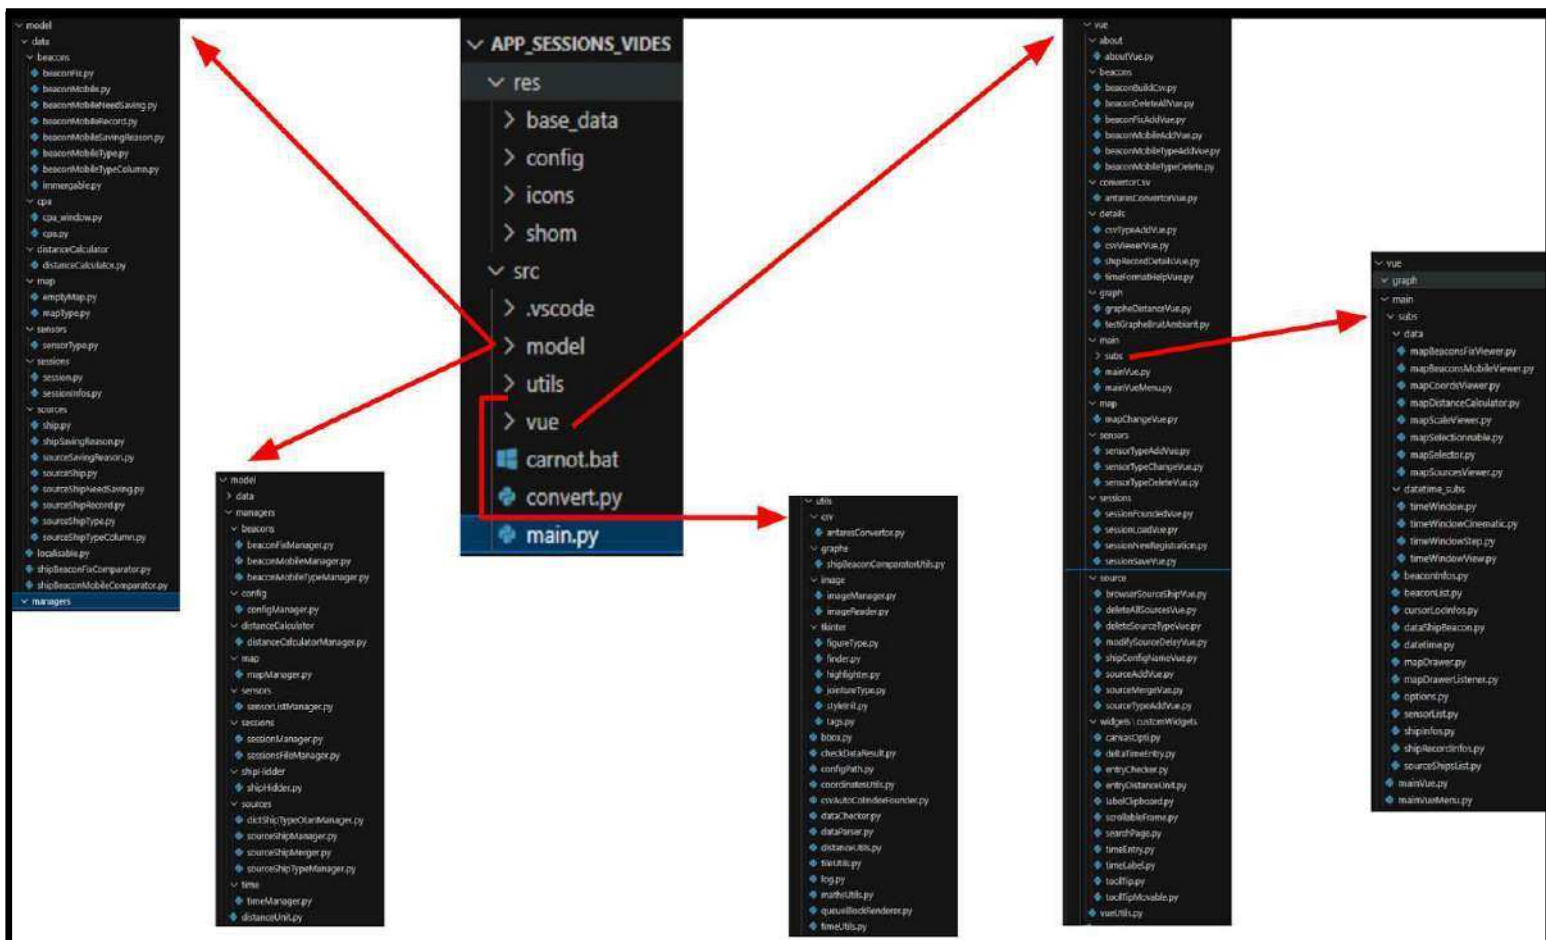 model
data
beacons
beaconFix.py
beaconMobile.py
beaconMobileNeedSaving.py
beaconMobileRecord.py
beaconMobileSavingReason.py
beaconMobileType.py
beaconMobileTypeColumn.py
immergable.py
cpa
cpa_window.py
cpa.py
distanceCalculator
distanceCalculator.py
map
emptyMap.py
mapType.py
sensors
sensorType.py
sessions
session.py
sessionInfos.py
sources
ship.py
shipSavingReason.py
sourceSavingReason.py
sourceShip.py
sourceShipNeedSaving.py
sourceShipRecord.py
sourceShipType.py
sourceShipTypeColumn.py
localisable.py
shipBeaconFixComparator.py
shipBeaconMobileComparator.py
managers
model
data
managers
beacons
beaconFixManager.py
beaconMobileManager.py
beaconMobileTypeManager.py
config
configManager.py
distanceCalculator
distanceCalculatorManager.py
map
mapManager.py
sensors
sensorListManager.py
sessions
sessionManager.py
sessionsFileManager.py
shipHidder
shipHidder.py
sources
dictShipTypeOtanManager.py
sourceShipManager.py
sourceShipMerger.py
sourceShipTypeManager.py
time
timeManager.py
distanceUnit.py
APP_SESSIONS_VIDES
res
base_data
config
icons
shom
src
.vscode
model
utils
vue
carnot.bat
convert.py
main.py
utils
csv
antaresConvertor.py
graphe
shipBeaconComparatorUtils.py
image
imageManager.py
imageReader.py
tkinter
figureType.py
finder.py
highlighter.py
jointureType.py
styleInit.py
tags.py
bbox.py
checkDataResult.py
configPath.py
coordinatesUtils.py
csvAutoColIndexFounder.py
dataChecker.py
dataParser.py
distanceUtils.py
fileUtils.py
log.py
mathsUtils.py
queueBlockRenderer.py
timeUtils.py
vue
about
aboutVue.py
beacons
beaconBuildCsv.py
beaconDeleteAllVue.py
beaconFixAddVue.py
beaconMobileAddVue.py
beaconMobileTypeAddVue.py
beaconMobileTypeDelete.py
convertorCsv
antaresConvertorVue.py
details
csvTypeAddVue.py
csvViewerVue.py
shipRecordDetailsVue.py
timeFormatHelpVue.py
graph
grapheDistanceVue.py
testGrapheBruitAmbiant.py
main
subs
mainVue.py
mainVueMenu.py
map
mapChangeVue.py
sensors
sensorTypeAddVue.py
sensorTypeChangeVue.py
sensorTypeDeleteVue.py
sessions
sessionFoundedVue.py
sessionLoadVue.py
sessionNewRegistration.py
sessionSaveVue.py
source
browserSourceShipVue.py
deleteAllSourcesVue.py
deleteSourceTypeVue.py
modifySourceDelayVue.py
shipConfigNameVue.py
sourceAddVue.py
sourceMergeVue.py
sourceTypeAddVue.py
widgets \ customWidgets
canvasOpti.py
deltaTimeEntry.py
entryChecker.py
entryDistanceUnit.py
labelClipboard.py
scrollableFrame.py
searchPage.py
timeEntry.py
timeLabel.py
toolTip.py
toolTipMovable.py
vueUtils.py
vue
graph
main
subs
data
mapBeaconsFixViewer.py
mapBeaconsMobileViewer.py
mapCoordsViewer.py
mapDistanceCalculator.py
mapScaleViewer.py
mapSelectionnable.py
mapSelector.py
mapSourcesViewer.py
datetime_subs
timeWindow.py
timeWindowCinematic.py
timeWindowStep.py
timeWindowView.py
beaconInfos.py
beaconList.py
cursorLocInfos.py
dataShipBeacon.py
datetime.py
mapDrawer.py
mapDrawerListener.py
options.py
sensorList.py
shipInfos.py
shipRecordInfos.py
sourceShipsList.py
mainVue.py
mainVueMenu.py